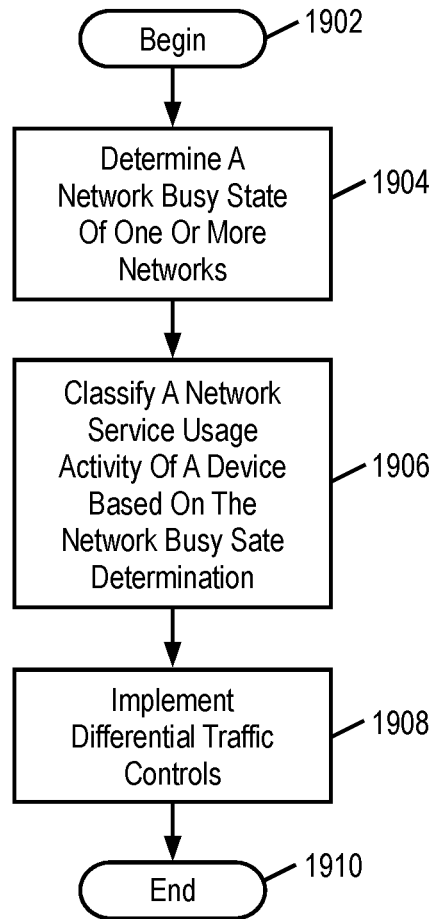 Begin
1902
Determine A
Network Busy State
Of One Or More
Networks
1904
Classify A Network
Service Usage
Activity Of A Device
Based On The
Network Busy Sate
Determination
1906
Implement
Differential Traffic
Controls
1908
End
1910